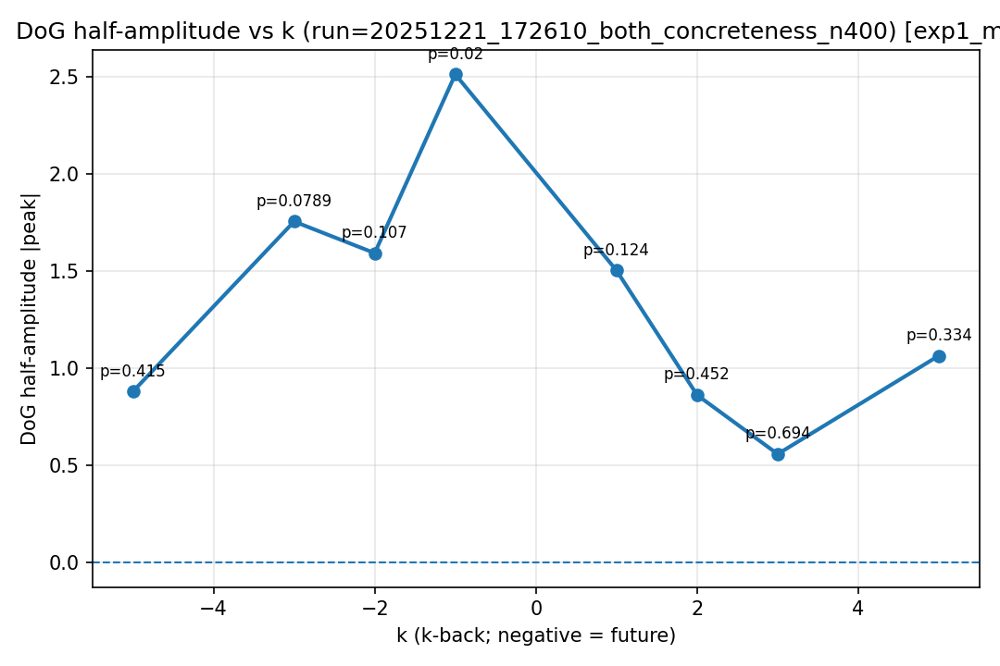 DoG half-amplitude vs k (run=20251221_172610_both_concreteness_n400) [exp1_m
p=0.02
2.5
2.0
p=0.0789
p=0.107
1.5
p=0.124
p=0.334
p=0.415
1.0
p=0.452
p=0.694
0.5
0.0
DoG half-amplitude |peak|
−4
−2
0
2
4
k (k-back; negative = future)